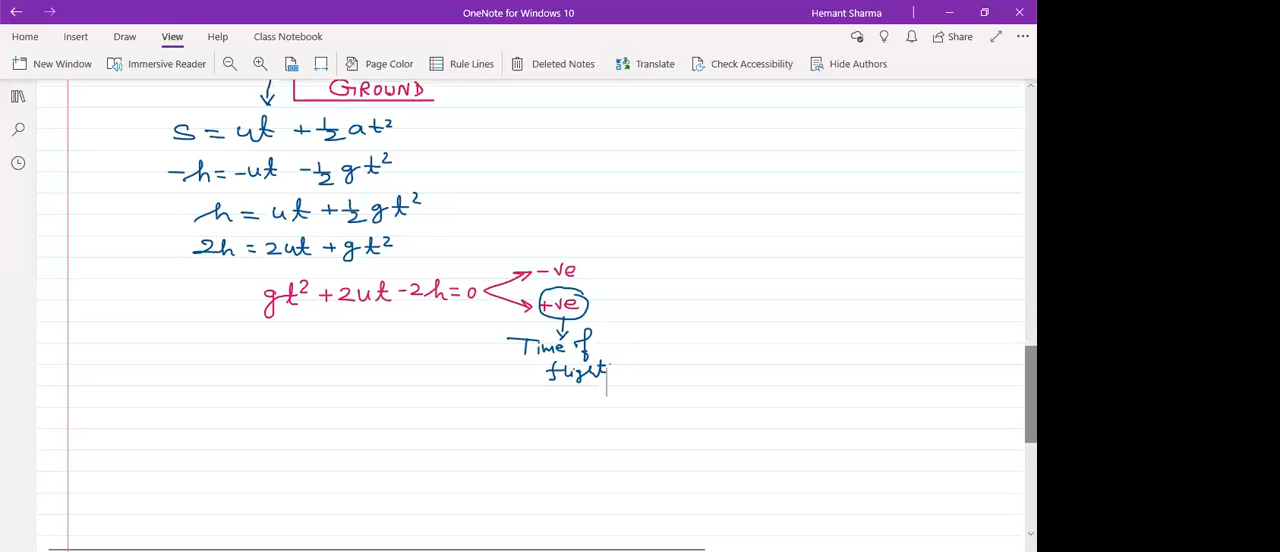 OneNote for Windows 10
Hemant Sharma
Home Insert Draw View Help Class Notebook Share
New Window Immersive Reader Page Color Rule Lines Deleted Notes Translate Check Accessibility Hide Authors
GROUND
S = ut + ½ at²
-h = -ut - ½ gt²
h = ut + ½ gt²
2h = 2ut + gt²
gt² + 2ut - 2h = 0
-ve
+ve
Time of
flight